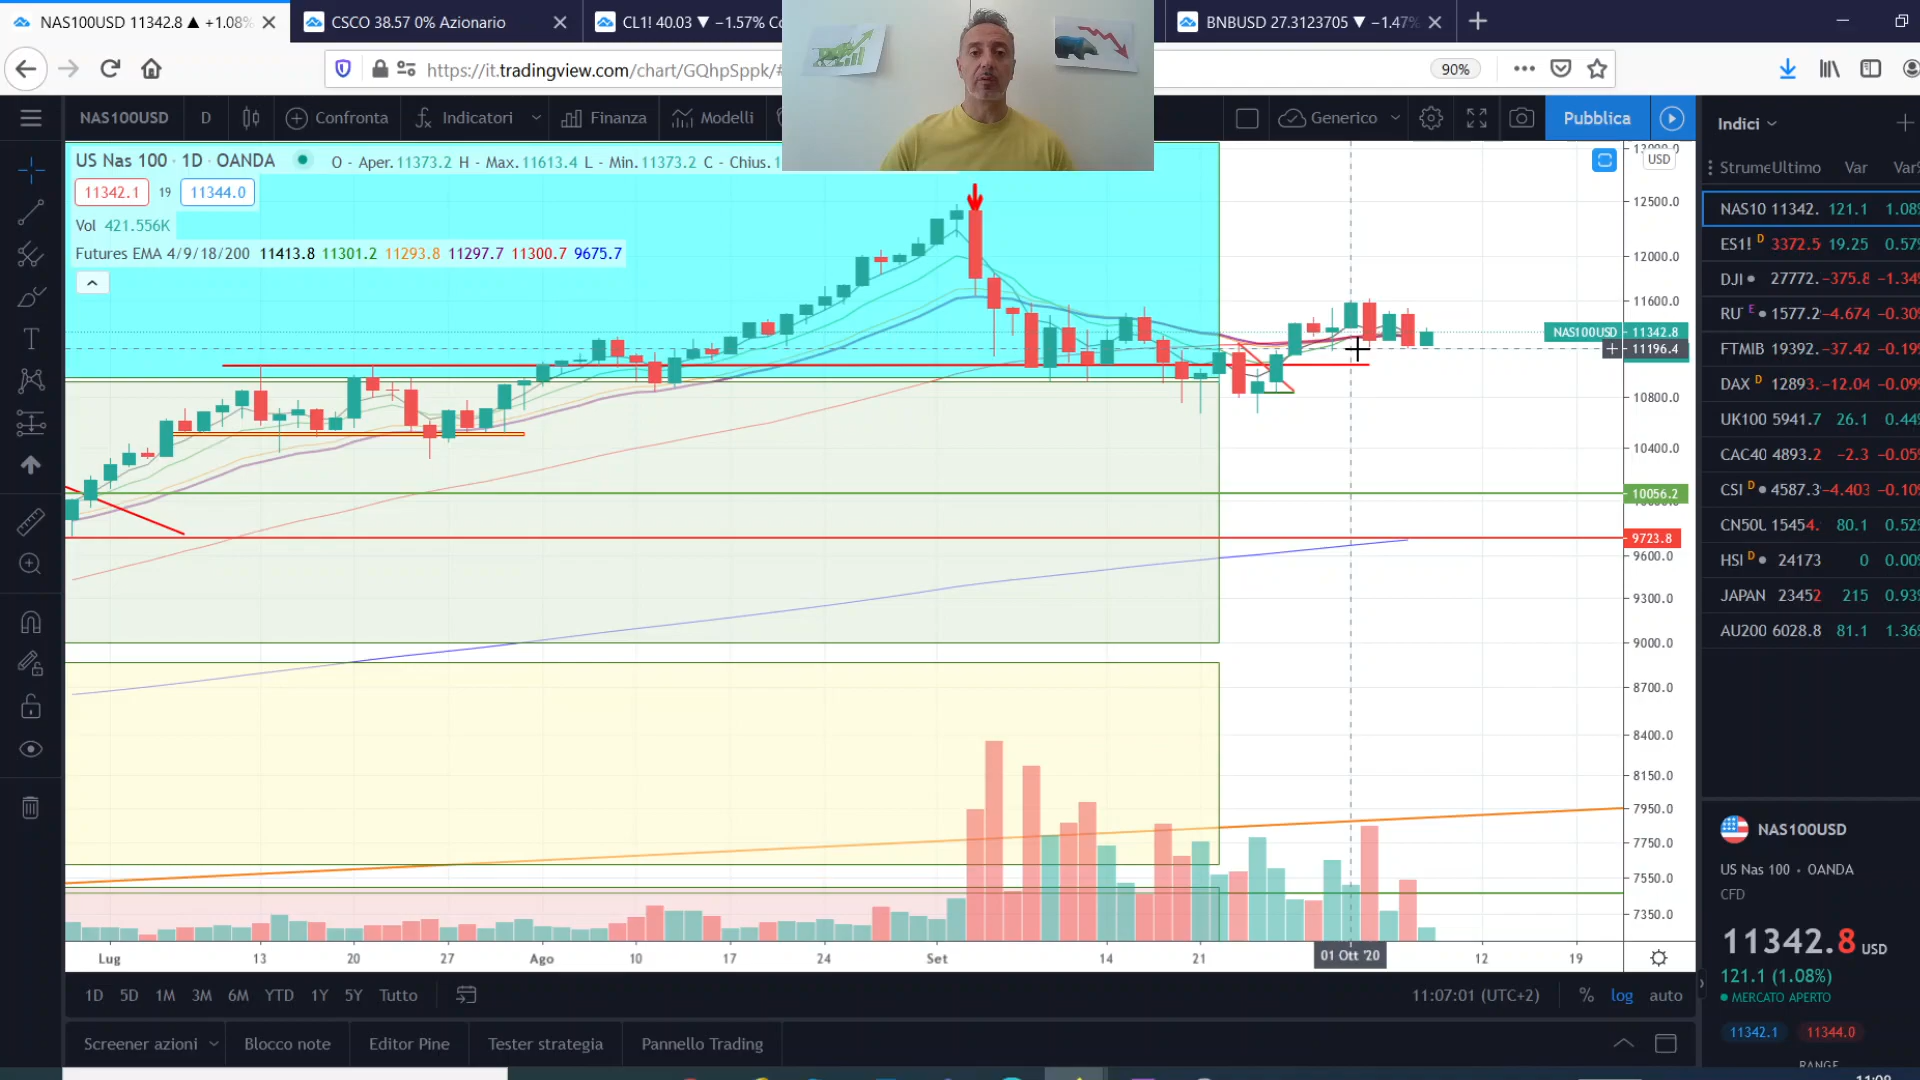 NAS100USD 11342.8 ▲ +1.08%
CSCO 38.57 0% Azionario
CL1! 40.03 ▼ −1.57%
BNBUSD 27.3123705 ▼ −1.47%
https://it.tradingview.com/chart/GQhpSppk/#
90%
NAS100USD D Confronta Indicatori Finanza Modelli Generico Pubblica
US Nas 100 · 1D · OANDA O - Aper. 11373.2 H - Max. 11613.4 L - Min. 11373.2 C - Chius.
11342.1 19 11344.0
Vol 421.556K
Futures EMA 4/9/18/200 11413.8 11301.2 11293.8 11297.7 11300.7 9675.7
USD
12500.0
12000.0
11600.0
NAS100USD 11342.8
11196.4
10800.0
10400.0
10056.2
9723.8
9600.0
9300.0
9000.0
8700.0
8400.0
8150.0
7950.0
7750.0
7550.0
7350.0
Lug 13 20 27 Ago 10 17 24 Set 14 21 01 Ott '20 12 19
1D 5D 1M 3M 6M YTD 1Y 5Y Tutto
11:07:01 (UTC+2) % log auto
Screener azioni Blocco note Editor Pine Tester strategia Pannello Trading
Indici
Ultimo Var
NAS10 11342. 121.1 1.08%
ES1! D 3372.5 19.25 0.57%
DJI 27772. −375.8 −1.34%
RUT E 1577.2 −4.674 −0.30%
FTMIB 19392. −37.42 −0.19%
DAX D 12893. −12.04 −0.09%
UK100 5941.7 26.1 0.44%
CAC40 4893.2 −2.3 −0.05%
CSI D 4587.3 −4.403 −0.10%
CN50U 15454. 80.1 0.52%
HSI D 24173 0 0.00%
JAPAN 23452 215 0.93%
AU200 6028.8 81.1 1.36%
NAS100USD
US Nas 100 • OANDA
CFD
11342.8 USD
121.1 (1.08%)
MERCATO APERTO
11342.1 11344.0